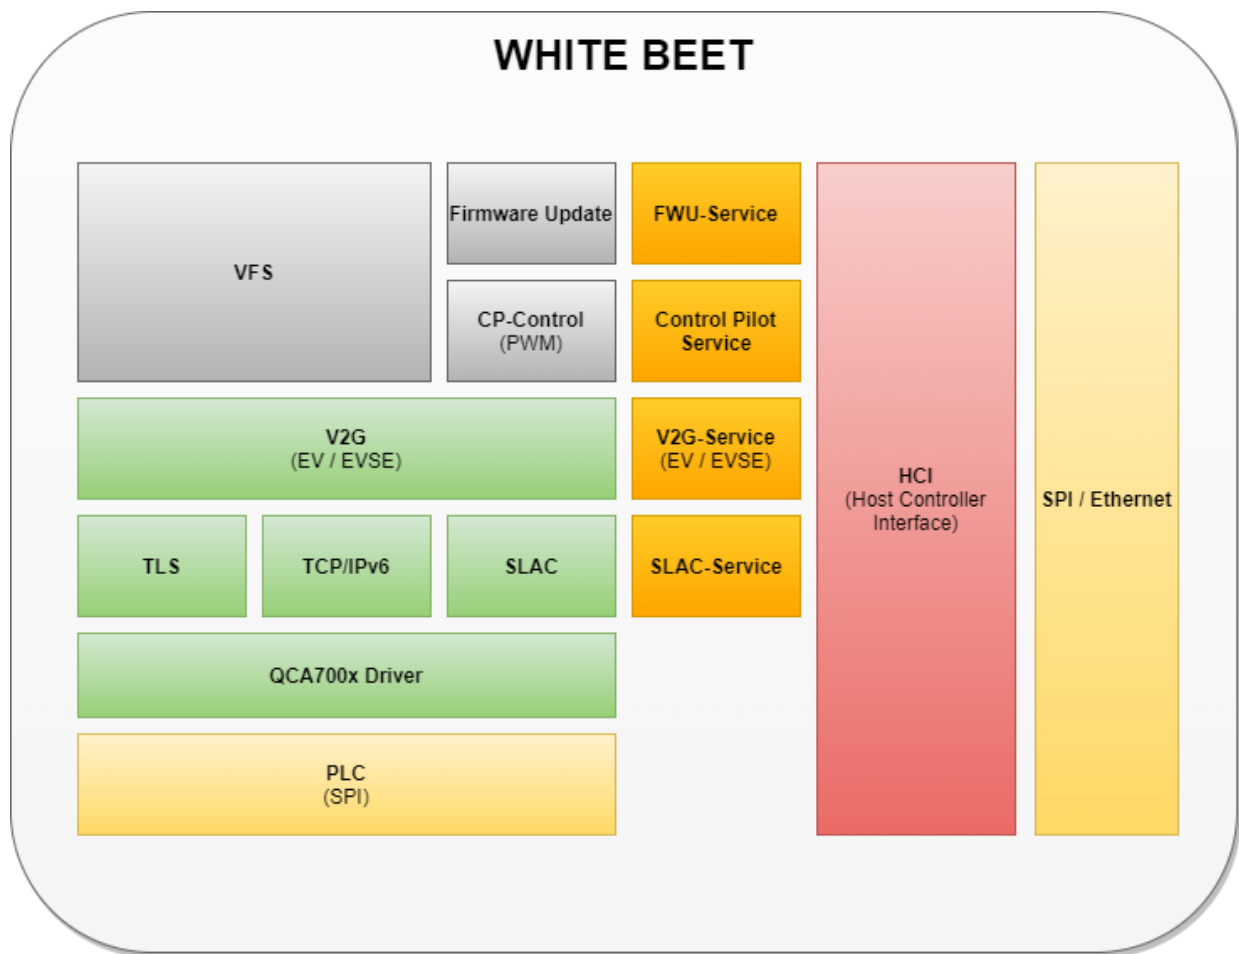 WHITE BEET
VFS
Firmware Update
FWU-Service
CP-Control
(PWM)
Control Pilot
Service
V2G
(EV / EVSE)
V2G-Service
(EV / EVSE)
HCI
(Host Controller
Interface)
SPI / Ethernet
TLS
TCP/IPv6
SLAC
SLAC-Service
QCA700x Driver
PLC
(SPI)